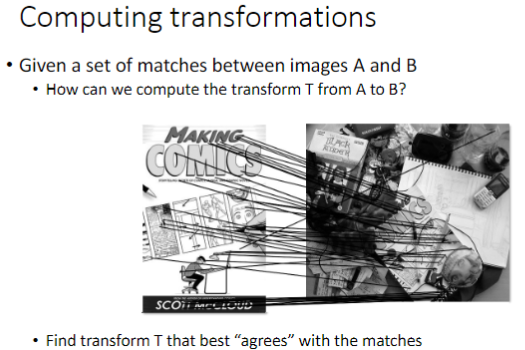 Computing transformations
• Given a set of matches between images A and B
• How can we compute the transform T from A to B?
MAKING
COMICS
BLACK
SCOTT McCLOUD
• Find transform T that best “agrees” with the matches